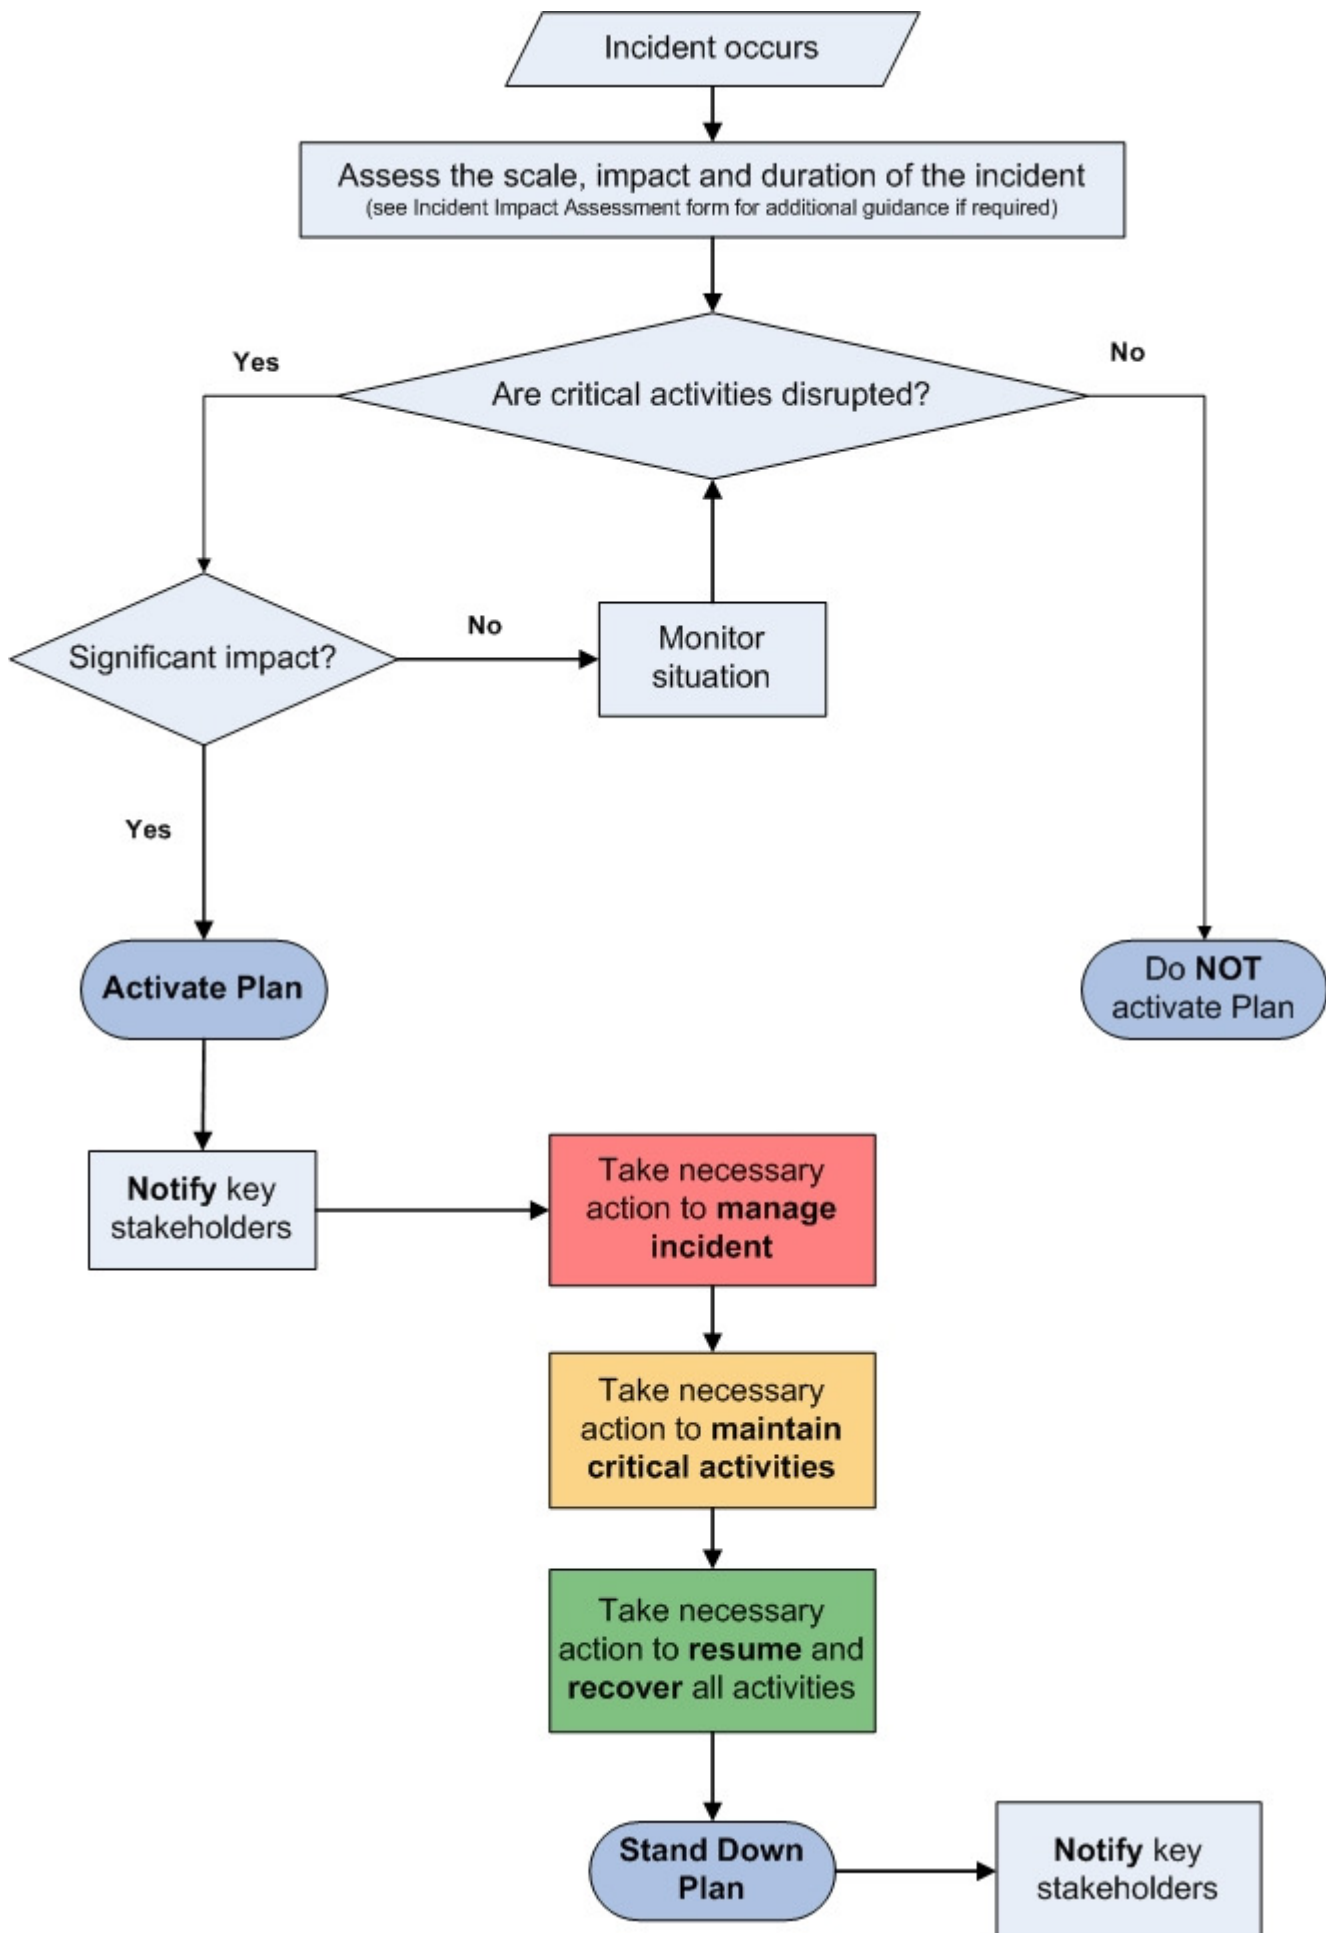 Incident occurs
Assess the scale, impact and duration of the incident
(see Incident Impact Assessment form for additional guidance if required)
Yes
No
Are critical activities disrupted?
Significant impact?
No
Monitor
situation
Yes
Activate Plan
Do NOT
activate Plan
Notify key
stakeholders
Take necessary
action to manage
incident
Take necessary
action to maintain
critical activities
Take necessary
action to resume and
recover all activities
Stand Down
Plan
Notify key
stakeholders